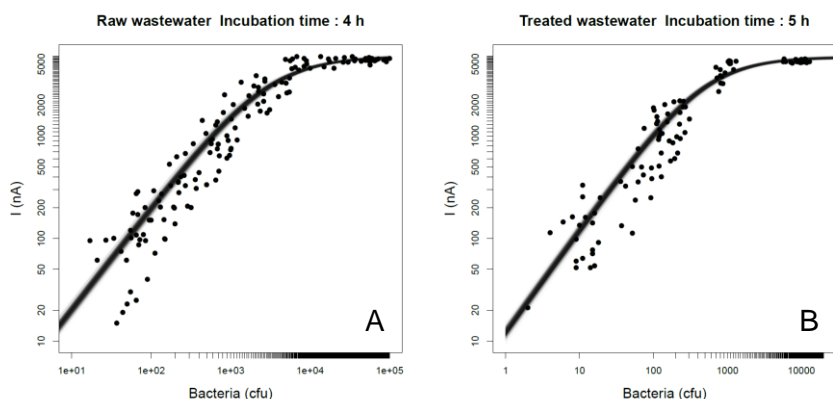 Raw wastewater Incubation time : 4 h
I (nA)
5000
2000
1000
500
200
100
50
20
10
A
1e+01 1e+02 1e+03 1e+04 1e+05
Bacteria (cfu)
Treated wastewater Incubation time : 5 h
I (nA)
5000
2000
1000
500
200
100
50
20
10
B
1 10 100 1000 10000
Bacteria (cfu)